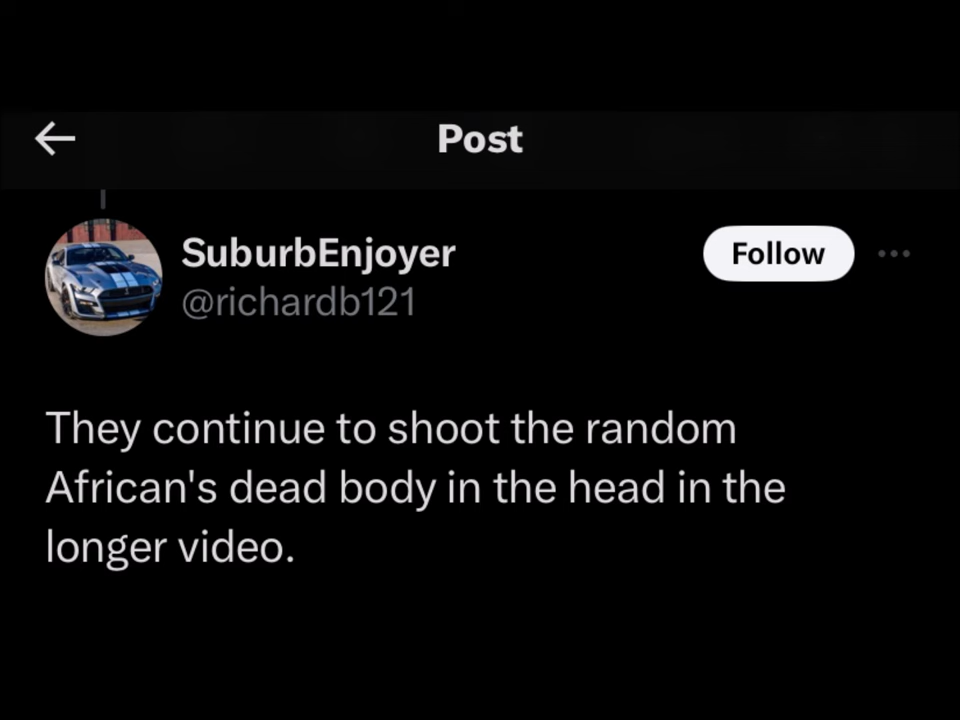 Post
SuburbEnjoyer
Follow
@richardb121
They continue to shoot the random
African's dead body in the head in the
longer video.